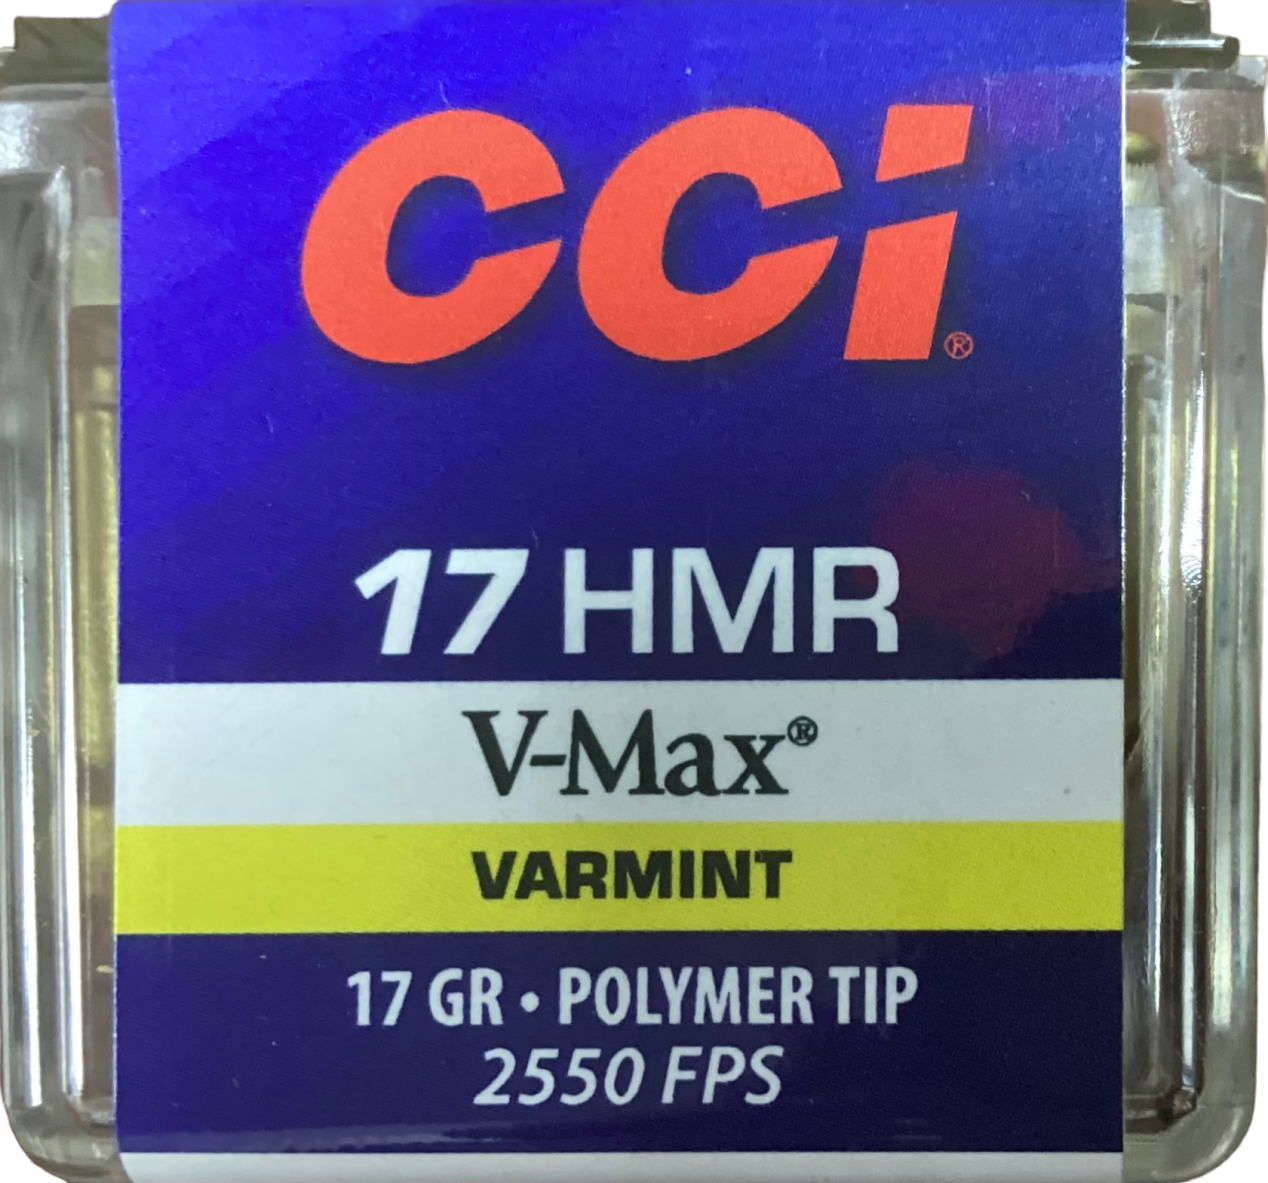 CCI®
17 HMR
V-Max®
VARMINT
17 GR • POLYMER TIP
2550 FPS